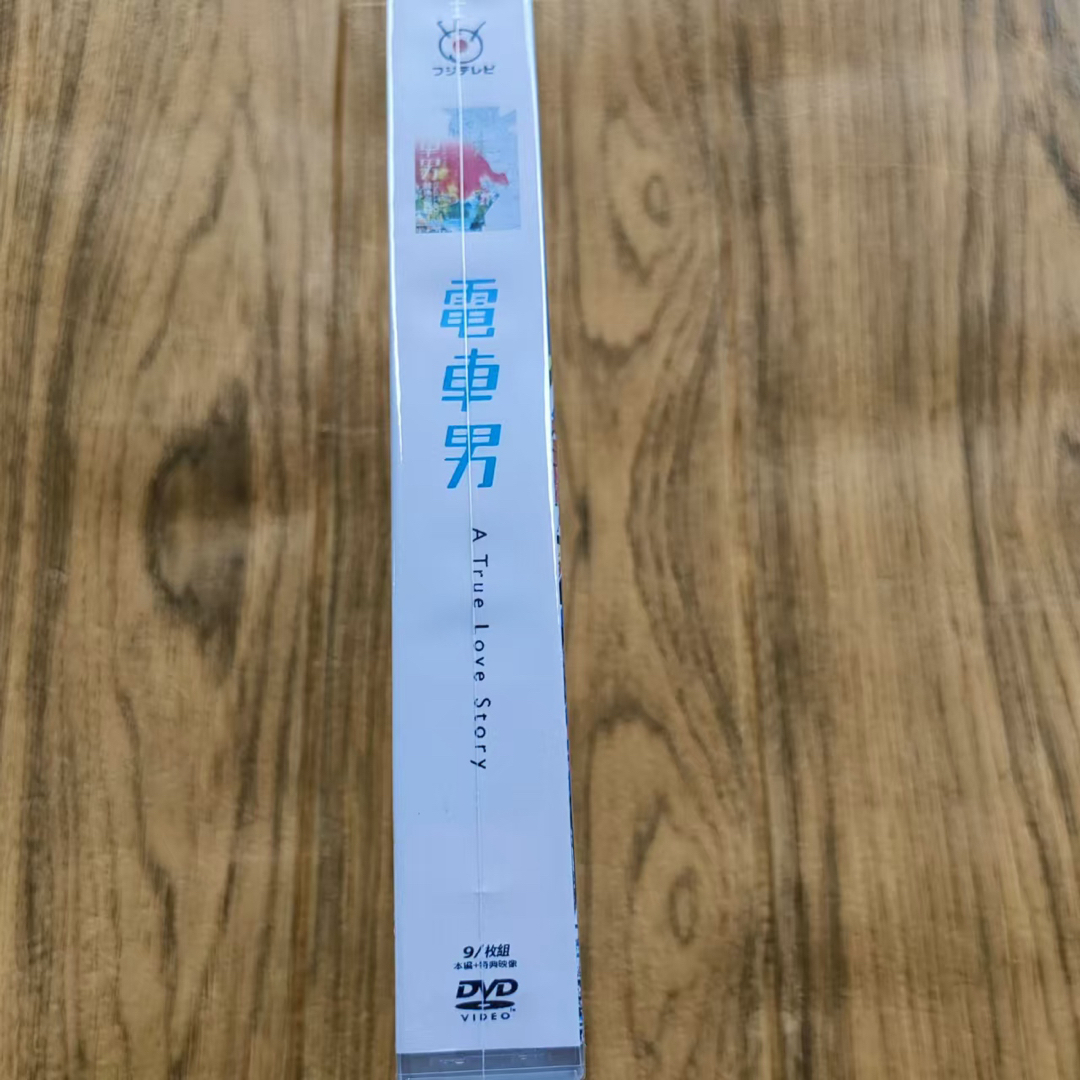 フジテレビ
電車男
A True Love Story
9/枚組
本編+特典映像
DVD
VIDEO